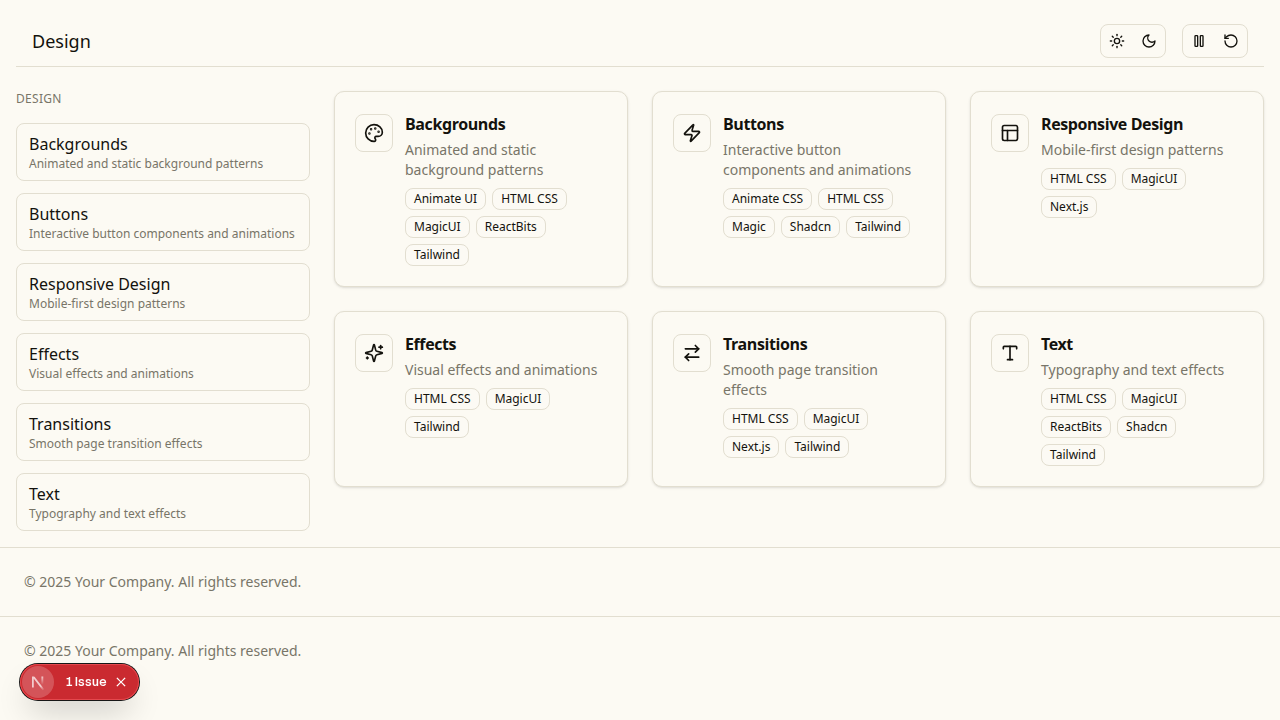 Design
DESIGN
Backgrounds
Animated and static background patterns
Buttons
Interactive button components and animations
Responsive Design
Mobile-first design patterns
Effects
Visual effects and animations
Transitions
Smooth page transition effects
Text
Typography and text effects
Backgrounds
Animated and static
background patterns
Animate UI HTML CSS
MagicUI ReactBits
Tailwind
Buttons
Interactive button
components and animations
Animate CSS HTML CSS
Magic Shadcn Tailwind
Responsive Design
Mobile-first design patterns
HTML CSS MagicUI
Next.js
Effects
Visual effects and animations
HTML CSS MagicUI
Tailwind
Transitions
Smooth page transition
effects
HTML CSS MagicUI
Next.js Tailwind
Text
Typography and text effects
HTML CSS MagicUI
ReactBits Shadcn
Tailwind
© 2025 Your Company. All rights reserved.
© 2025 Your Company. All rights reserved.
N 1 Issue